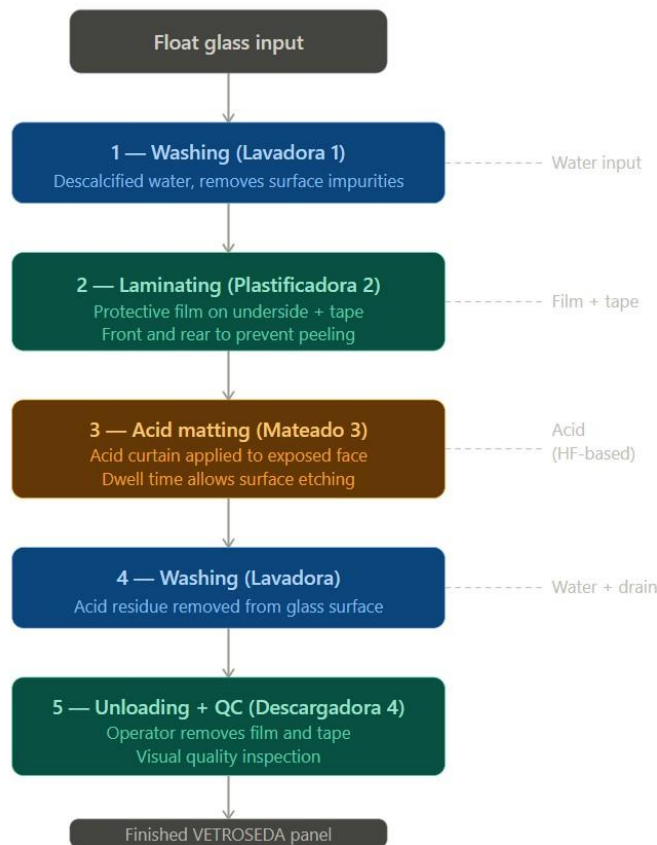 Float glass input
1 — Washing (Lavadora 1)
Descalcified water, removes surface impurities
Water input
2 — Laminating (Plastificadora 2)
Protective film on underside + tape
Front and rear to prevent peeling
Film + tape
3 — Acid matting (Mateado 3)
Acid curtain applied to exposed face
Dwell time allows surface etching
Acid
(HF-based)
4 — Washing (Lavadora)
Acid residue removed from glass surface
Water + drain
5 — Unloading + QC (Descargadora 4)
Operator removes film and tape
Visual quality inspection
Finished VETROSEDA panel